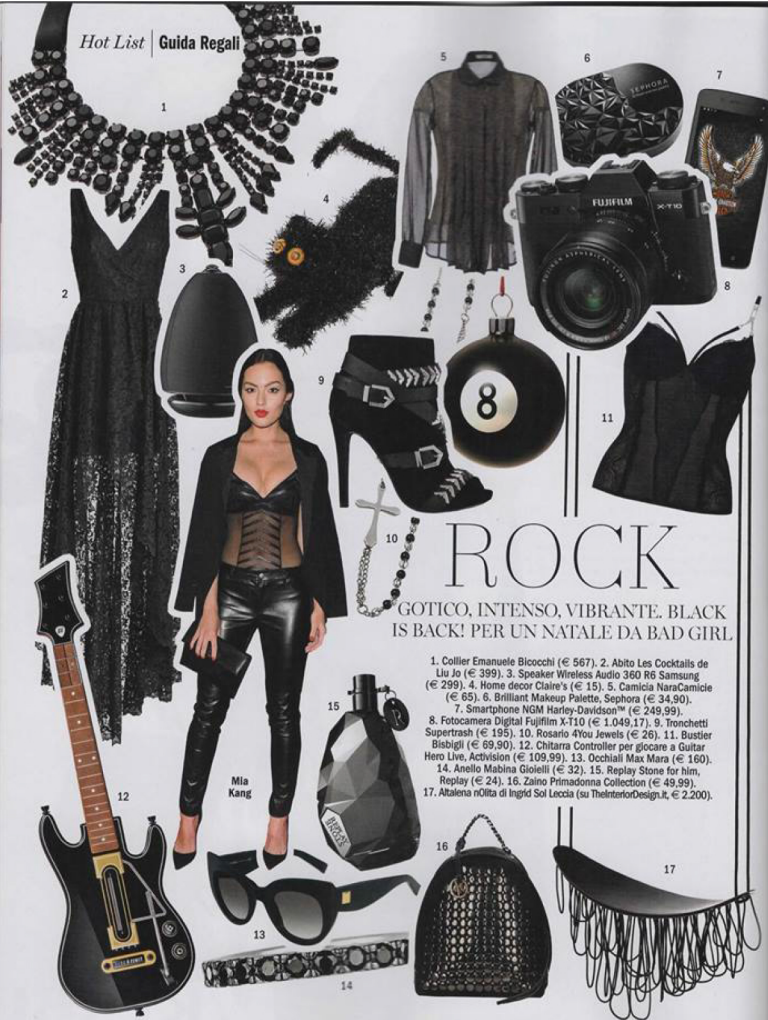 Hot List | Guida Regali
1
2
3
4
5
6
SEPHORA
7
FUJIFILM
X-T10
8
9
8
10
11
ROCK
GOTICO, INTENSO, VIBRANTE. BLACK
IS BACK! PER UN NATALE DA BAD GIRL
1. Collier Emanuele Bicocchi (€ 567). 2. Abito Les Cocktails de
Liu Jo (€ 399). 3. Speaker Wireless Audio 360 R6 Samsung
(€ 299). 4. Home decor Claire's (€ 15). 5. Camicia NaraCamicie
(€ 65). 6. Brilliant Makeup Palette, Sephora (€ 34,90).
7. Smartphone NGM Harley-Davidson™ (€ 249,99).
8. Fotocamera Digital Fujifilm X-T10 (€ 1.049,17). 9. Tronchetti
Supertrash (€ 195). 10. Rosario 4You Jewels (€ 26). 11. Bustier
Bisbigli (€ 69,90). 12. Chitarra Controller per giocare a Guitar
Hero Live, Activision (€ 109,99). 13. Occhiali Max Mara (€ 160).
14. Anello Mabina Gioielli (€ 32). 15. Replay Stone for him,
Replay (€ 24). 16. Zaino Primadonna Collection (€ 49,99).
17. Altalena nOlita di Ingrid Sol Leccia (su TheInteriorDesign.it, € 2.200).
Mia
Kang
12
13
14
15
REPLAY
STONE
16
17